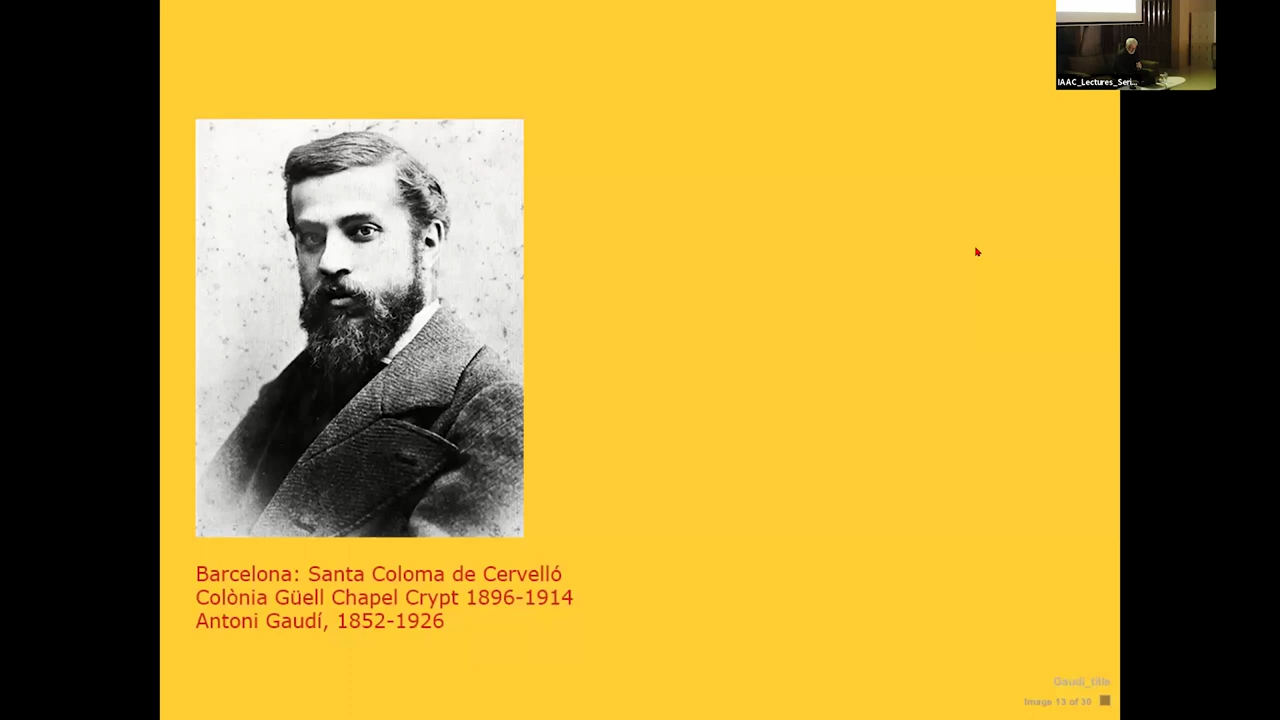 IAAC_Lectures_Seri...
Barcelona: Santa Coloma de Cervelló
Colònia Güell Chapel Crypt 1896-1914
Antoni Gaudí, 1852-1926
Gaudi_title
Image 13 of 30